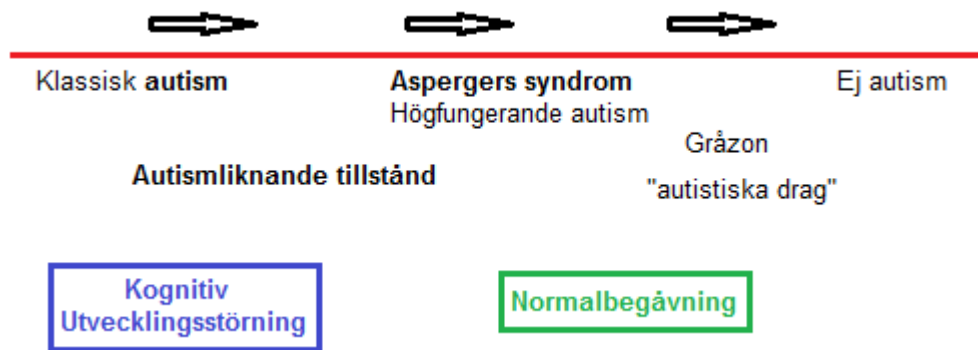 Klassisk autism
Aspergers syndrom
Ej autism
Högfungerande autism
Gråzon
Autismliknande tillstånd
"autistiska drag"
Kognitiv
Utvecklingsstörning
Normalbegåvning